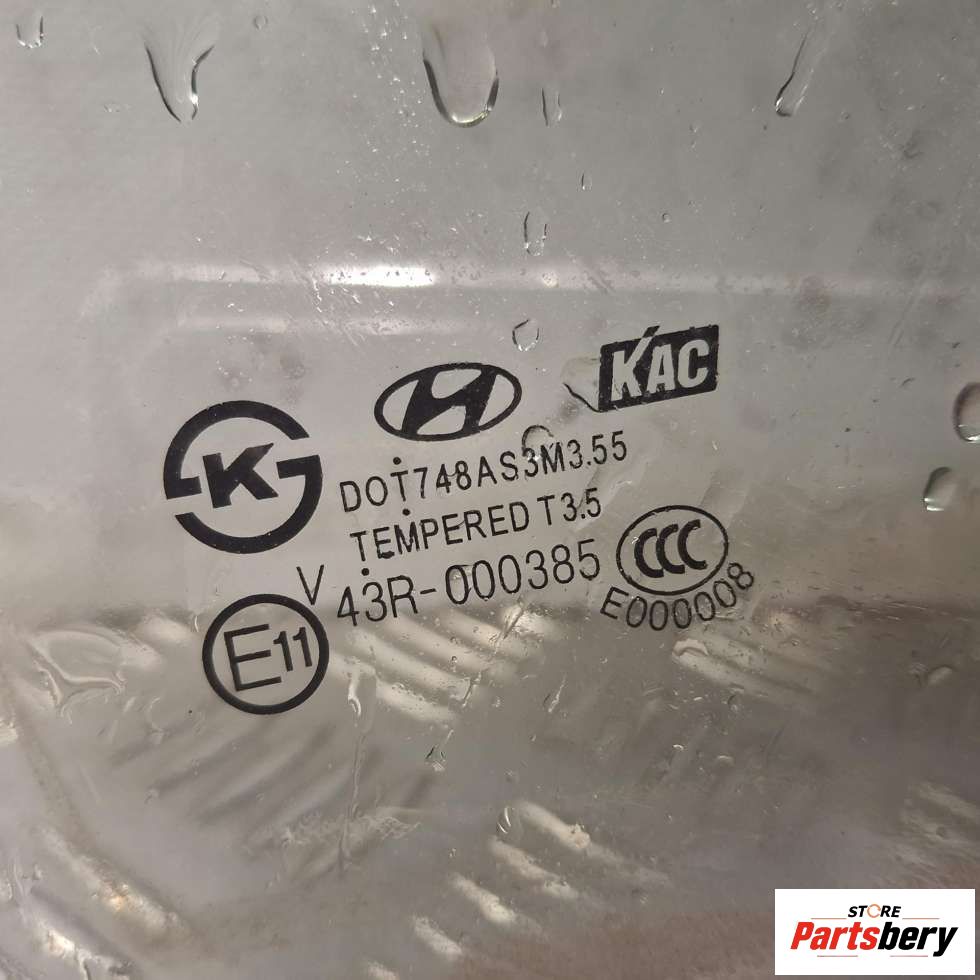 KAC
K
DOT748AS3M3.55
TEMPERED T3.5
V 43R-000385
CCC
E000008
E11
STORE
Partsbery